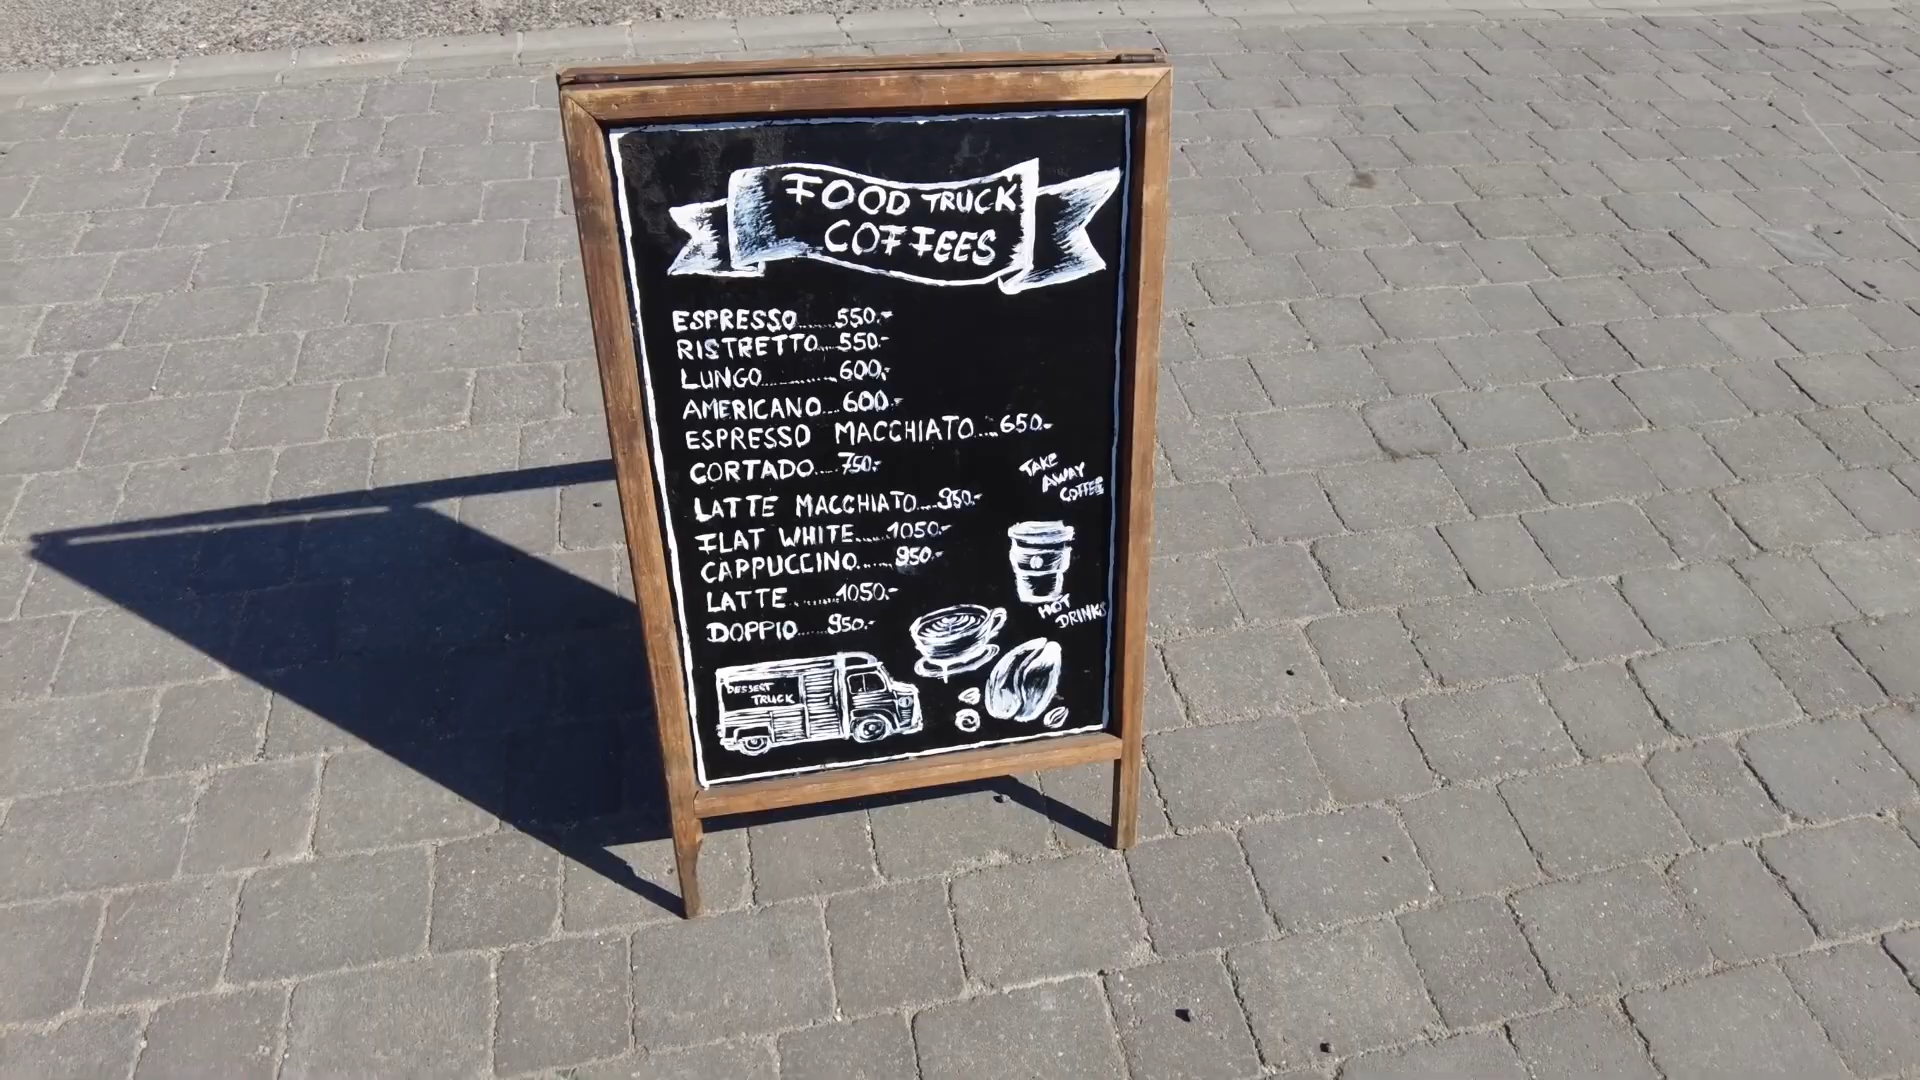 FOOD TRUCK
COFFEES
ESPRESSO......550.-
RISTRETTO...550.-
LUNGO............600.-
AMERICANO...600.-
ESPRESSO MACCHIATO....650.-
CORTADO....750.-
LATTE MACCHIATO....950.-
FLAT WHITE....1050.-
CAPPUCCINO.....950.-
LATTE.........1050.-
DOPPIO.....950.-
TAKE
AWAY
COFFEE
HOT
DRINKS
DESSERT
TRUCK